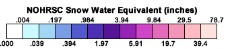 NOHRSC Snow Water Equivalent (inches)
.004 .197 .984 3.94 9.84 29.5 78.7
.000 .039 .394 1.97 5.91 19.7 39.4